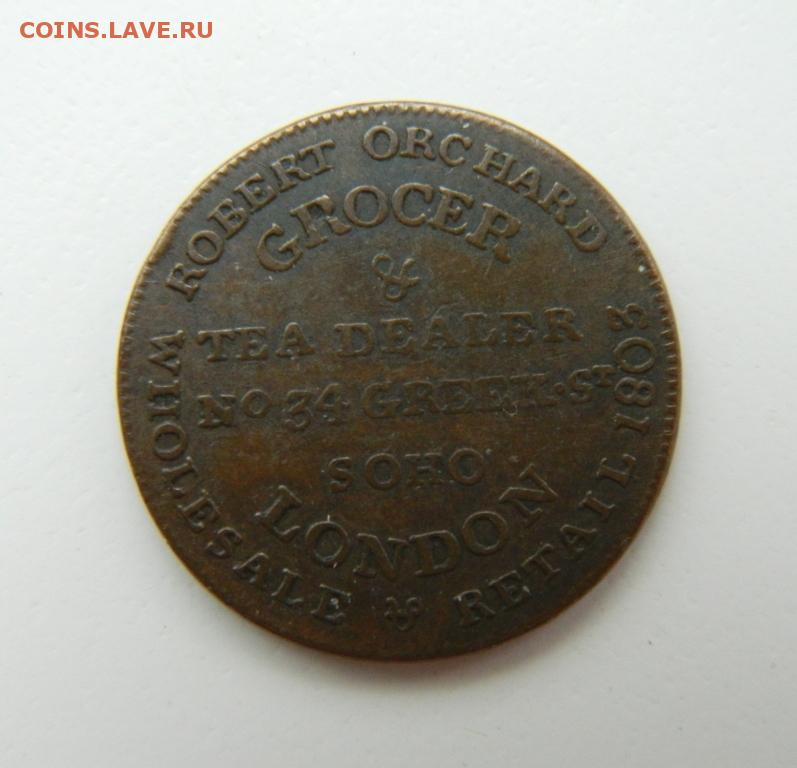 COINS.LAVE.RU
ROBERT ORCHARD
GROCER
&
TEA DEALER
No 34 GREEK·ST
SOHO
LONDON
WHOLESALE & RETAIL 1803